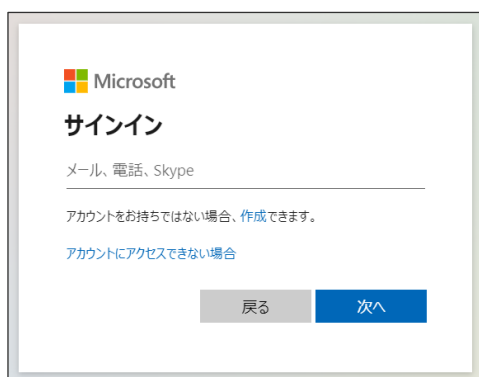 Microsoft
サインイン
メール、電話、Skype
アカウントをお持ちではない場合、作成できます。
アカウントにアクセスできない場合
戻る
次へ